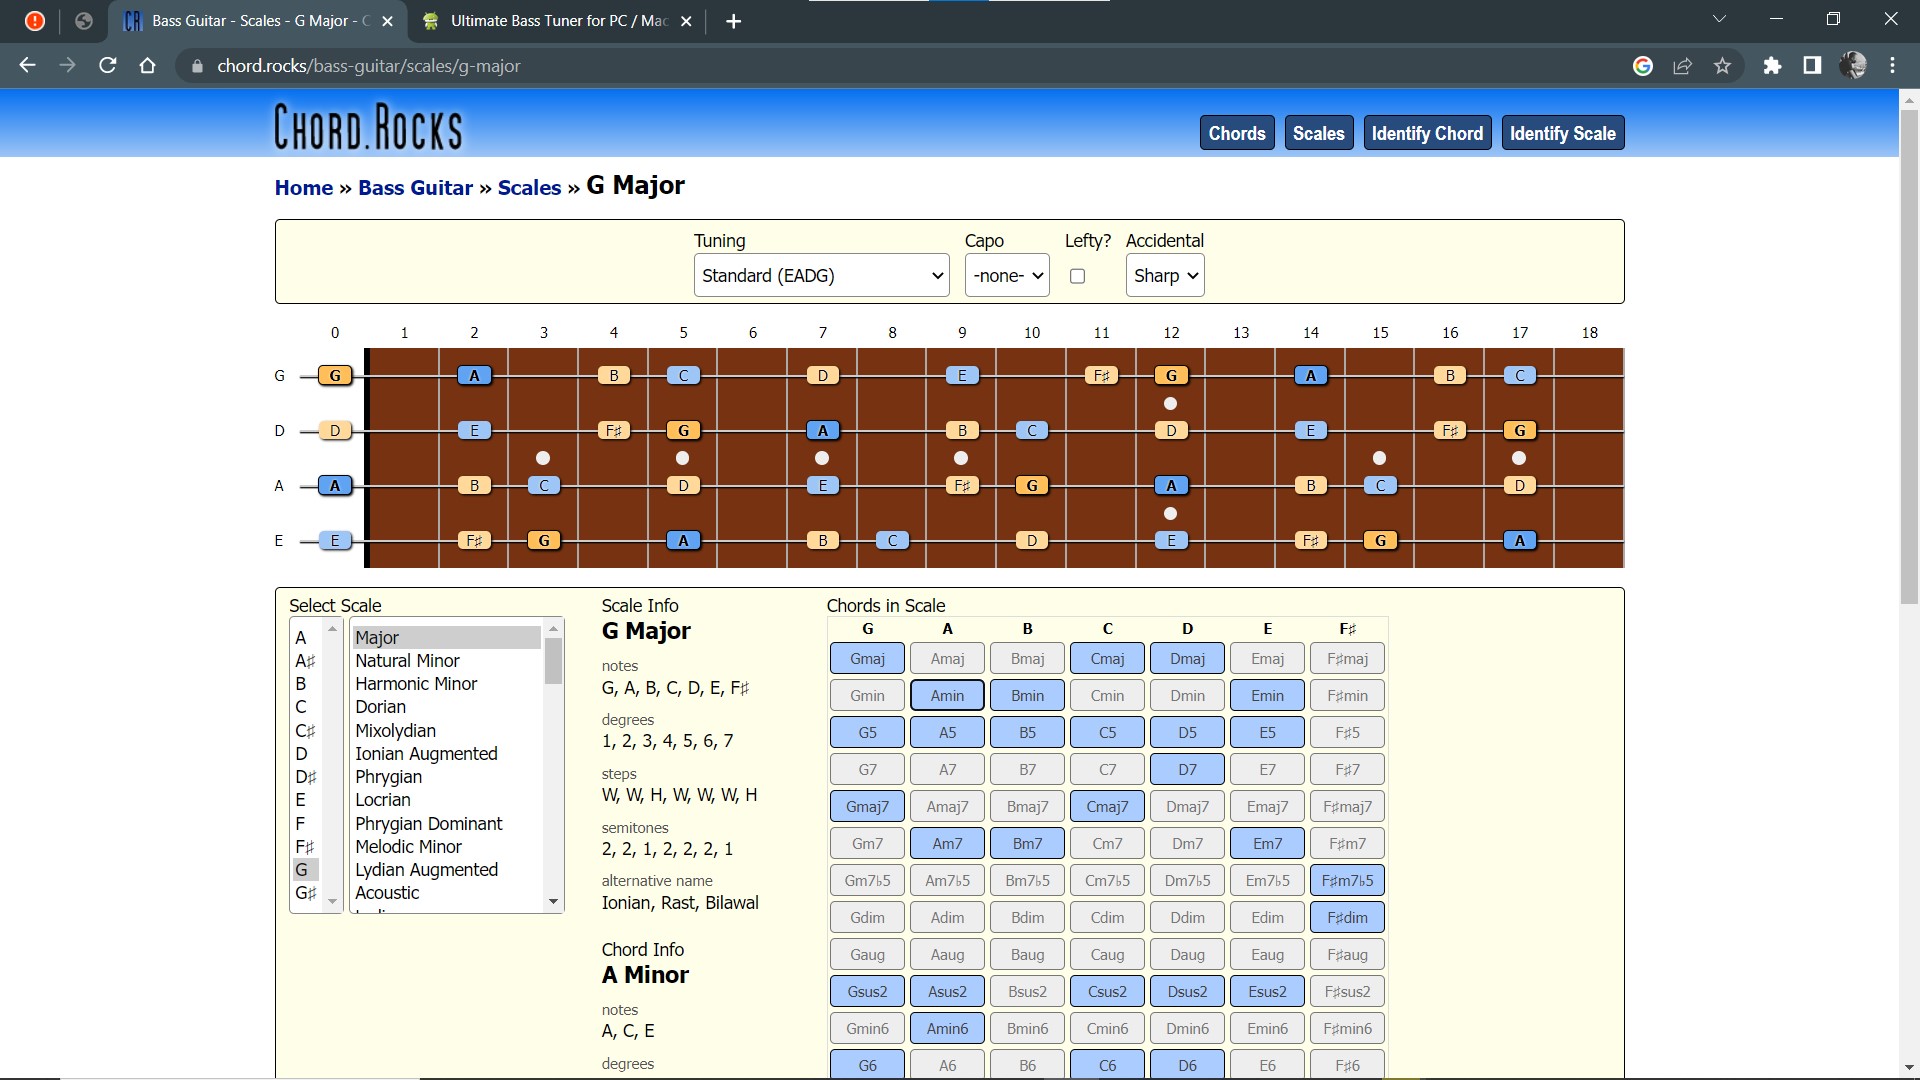 Bass Guitar - Scales - G Major - C
Ultimate Bass Tuner for PC / Mac
chord.rocks/bass-guitar/scales/g-major
CHORD.ROCKS
Chords Scales Identify Chord Identify Scale
Home » Bass Guitar » Scales » G Major
Tuning Capo Lefty? Accidental
Standard (EADG) -none- Sharp
0 1 2 3 4 5 6 7 8 9 10 11 12 13 14 15 16 17 18
G G A B C D E F♯ G A B C
D D E F♯ G A B C D E F♯ G
A A B C D E F♯ G A B C D
E E F♯ G A B C D E F♯ G A
Select Scale
A
A♯
B
C
C♯
D
D♯
E
F
F♯
G
G♯
Major
Natural Minor
Harmonic Minor
Dorian
Mixolydian
Ionian Augmented
Phrygian
Locrian
Phrygian Dominant
Melodic Minor
Lydian Augmented
Acoustic
Scale Info
G Major
notes
G, A, B, C, D, E, F♯
degrees
1, 2, 3, 4, 5, 6, 7
steps
W, W, H, W, W, W, H
semitones
2, 2, 1, 2, 2, 2, 1
alternative name
Ionian, Rast, Bilawal
Chord Info
A Minor
notes
A, C, E
degrees
Chords in Scale
G A B C D E F♯
Gmaj Amaj Bmaj Cmaj Dmaj Emaj F♯maj
Gmin Amin Bmin Cmin Dmin Emin F♯min
G5 A5 B5 C5 D5 E5 F♯5
G7 A7 B7 C7 D7 E7 F♯7
Gmaj7 Amaj7 Bmaj7 Cmaj7 Dmaj7 Emaj7 F♯maj7
Gm7 Am7 Bm7 Cm7 Dm7 Em7 F♯m7
Gm7♭5 Am7♭5 Bm7♭5 Cm7♭5 Dm7♭5 Em7♭5 F♯m7♭5
Gdim Adim Bdim Cdim Ddim Edim F♯dim
Gaug Aaug Baug Caug Daug Eaug F♯aug
Gsus2 Asus2 Bsus2 Csus2 Dsus2 Esus2 F♯sus2
Gmin6 Amin6 Bmin6 Cmin6 Dmin6 Emin6 F♯min6
G6 A6 B6 C6 D6 E6 F♯6